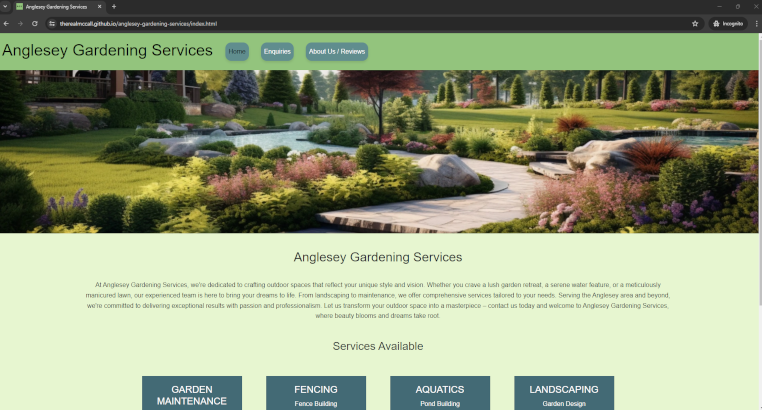 Anglesey Gardening Services
therealmccall.github.io/anglesey-gardening-services/index.html
Incognito
Anglesey Gardening Services
Home
Enquiries
About Us / Reviews
Anglesey Gardening Services
At Anglesey Gardening Services, we're dedicated to crafting outdoor spaces that reflect your unique style and vision. Whether you crave a lush garden retreat, a serene water feature, or a meticulously
manicured lawn, our experienced team is here to bring your dreams to life. From landscaping to maintenance, we offer comprehensive services tailored to your needs. Serving the Anglesey area and beyond,
we're committed to delivering exceptional results with passion and professionalism. Let us transform your outdoor space into a masterpiece – contact us today and welcome to Anglesey Gardening Services,
where beauty blooms and dreams take root.
Services Available
GARDEN
MAINTENANCE
FENCING
Fence Building
AQUATICS
Pond Building
LANDSCAPING
Garden Design